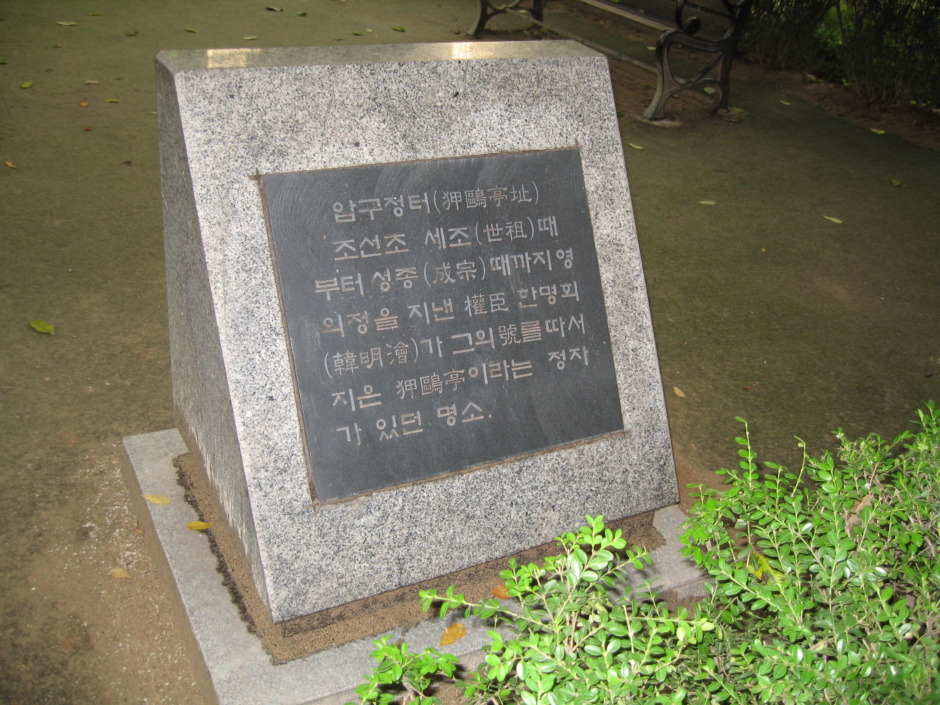 압구정터(狎鷗亭址)
조선조 세조(世祖)때
부터 성종(成宗)때까지영
의정을 지낸 權臣 한명회
(韓明澮)가 그의號를따서
지은 狎鷗亭이라는 정자
가 있던 명소.